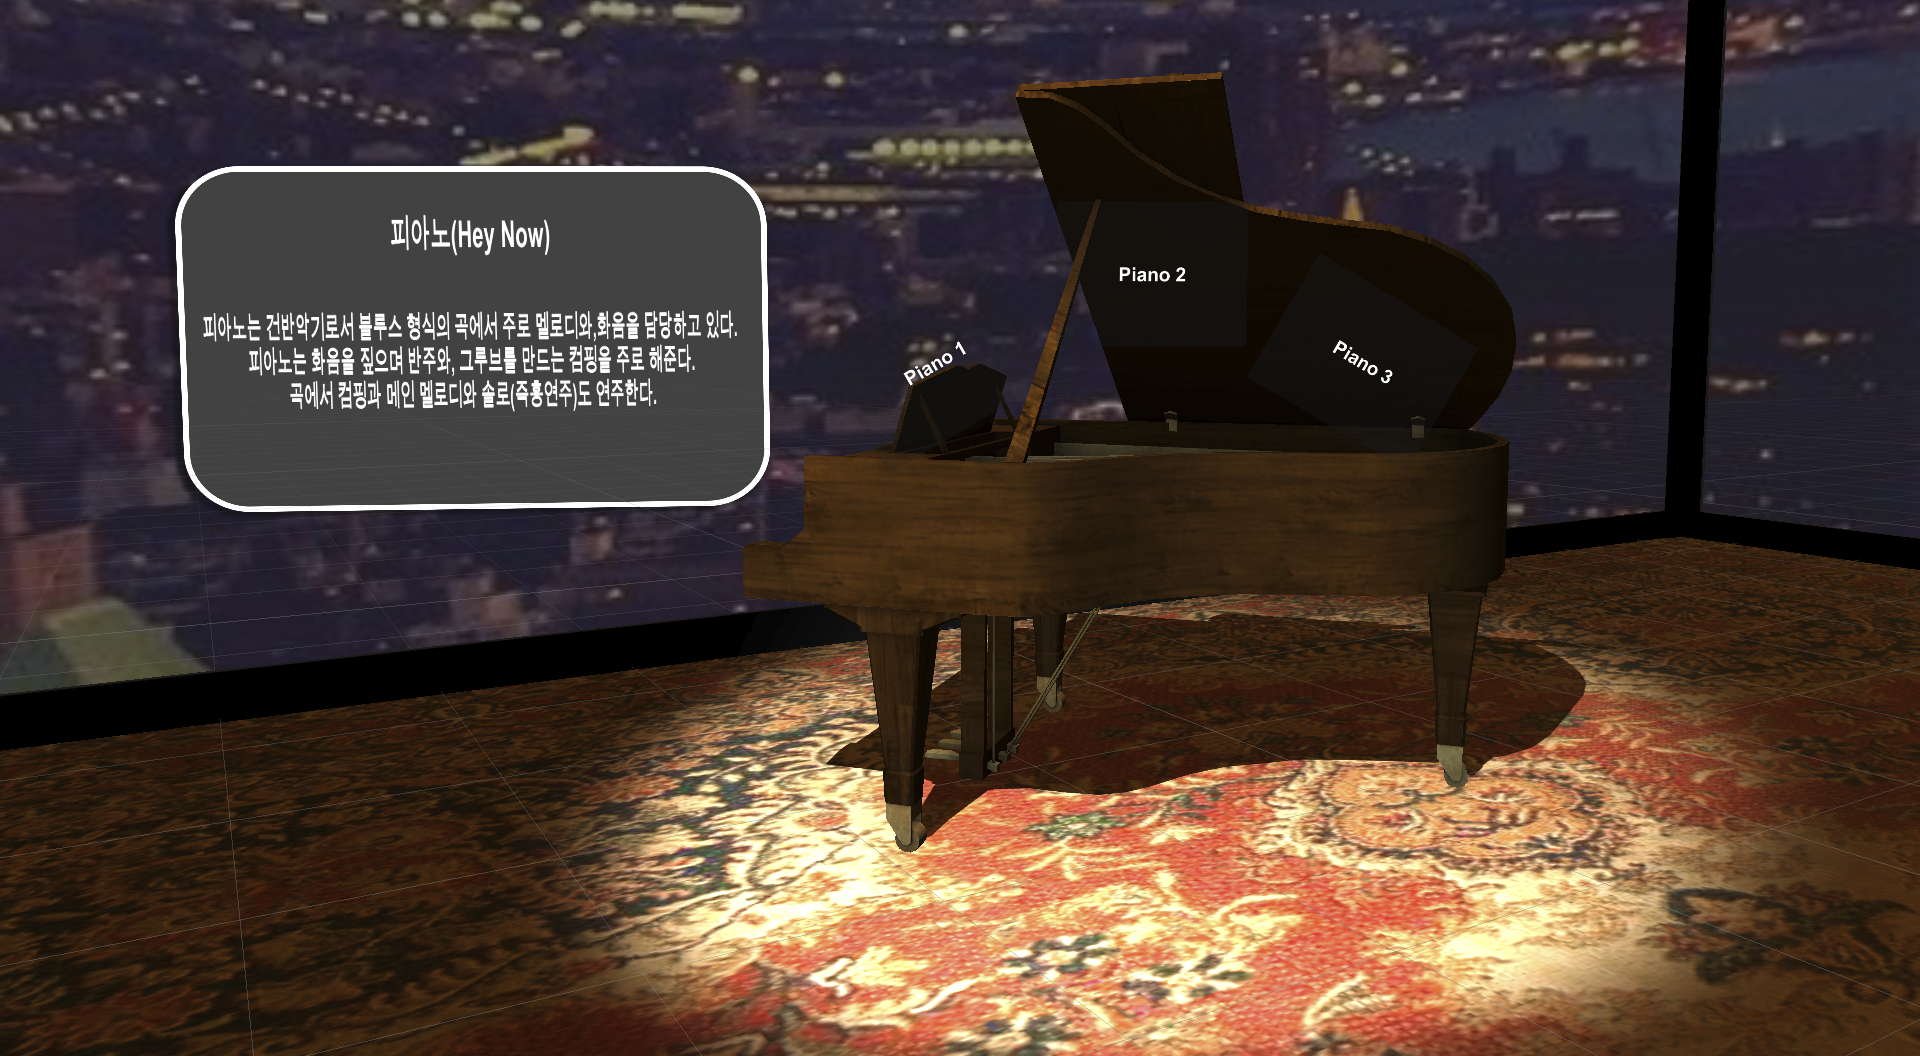 피아노(Hey Now)
피아노는 건반악기로서 블루스 형식의 곡에서 주로 멜로디와,화음을 담당하고 있다.
피아노는 화음을 짚으며 반주와, 그루브를 만드는 컴핑을 주로 해준다.
곡에서 컴핑과 메인 멜로디와 솔로(즉흥연주)도 연주한다.
Piano 1
Piano 2
Piano 3